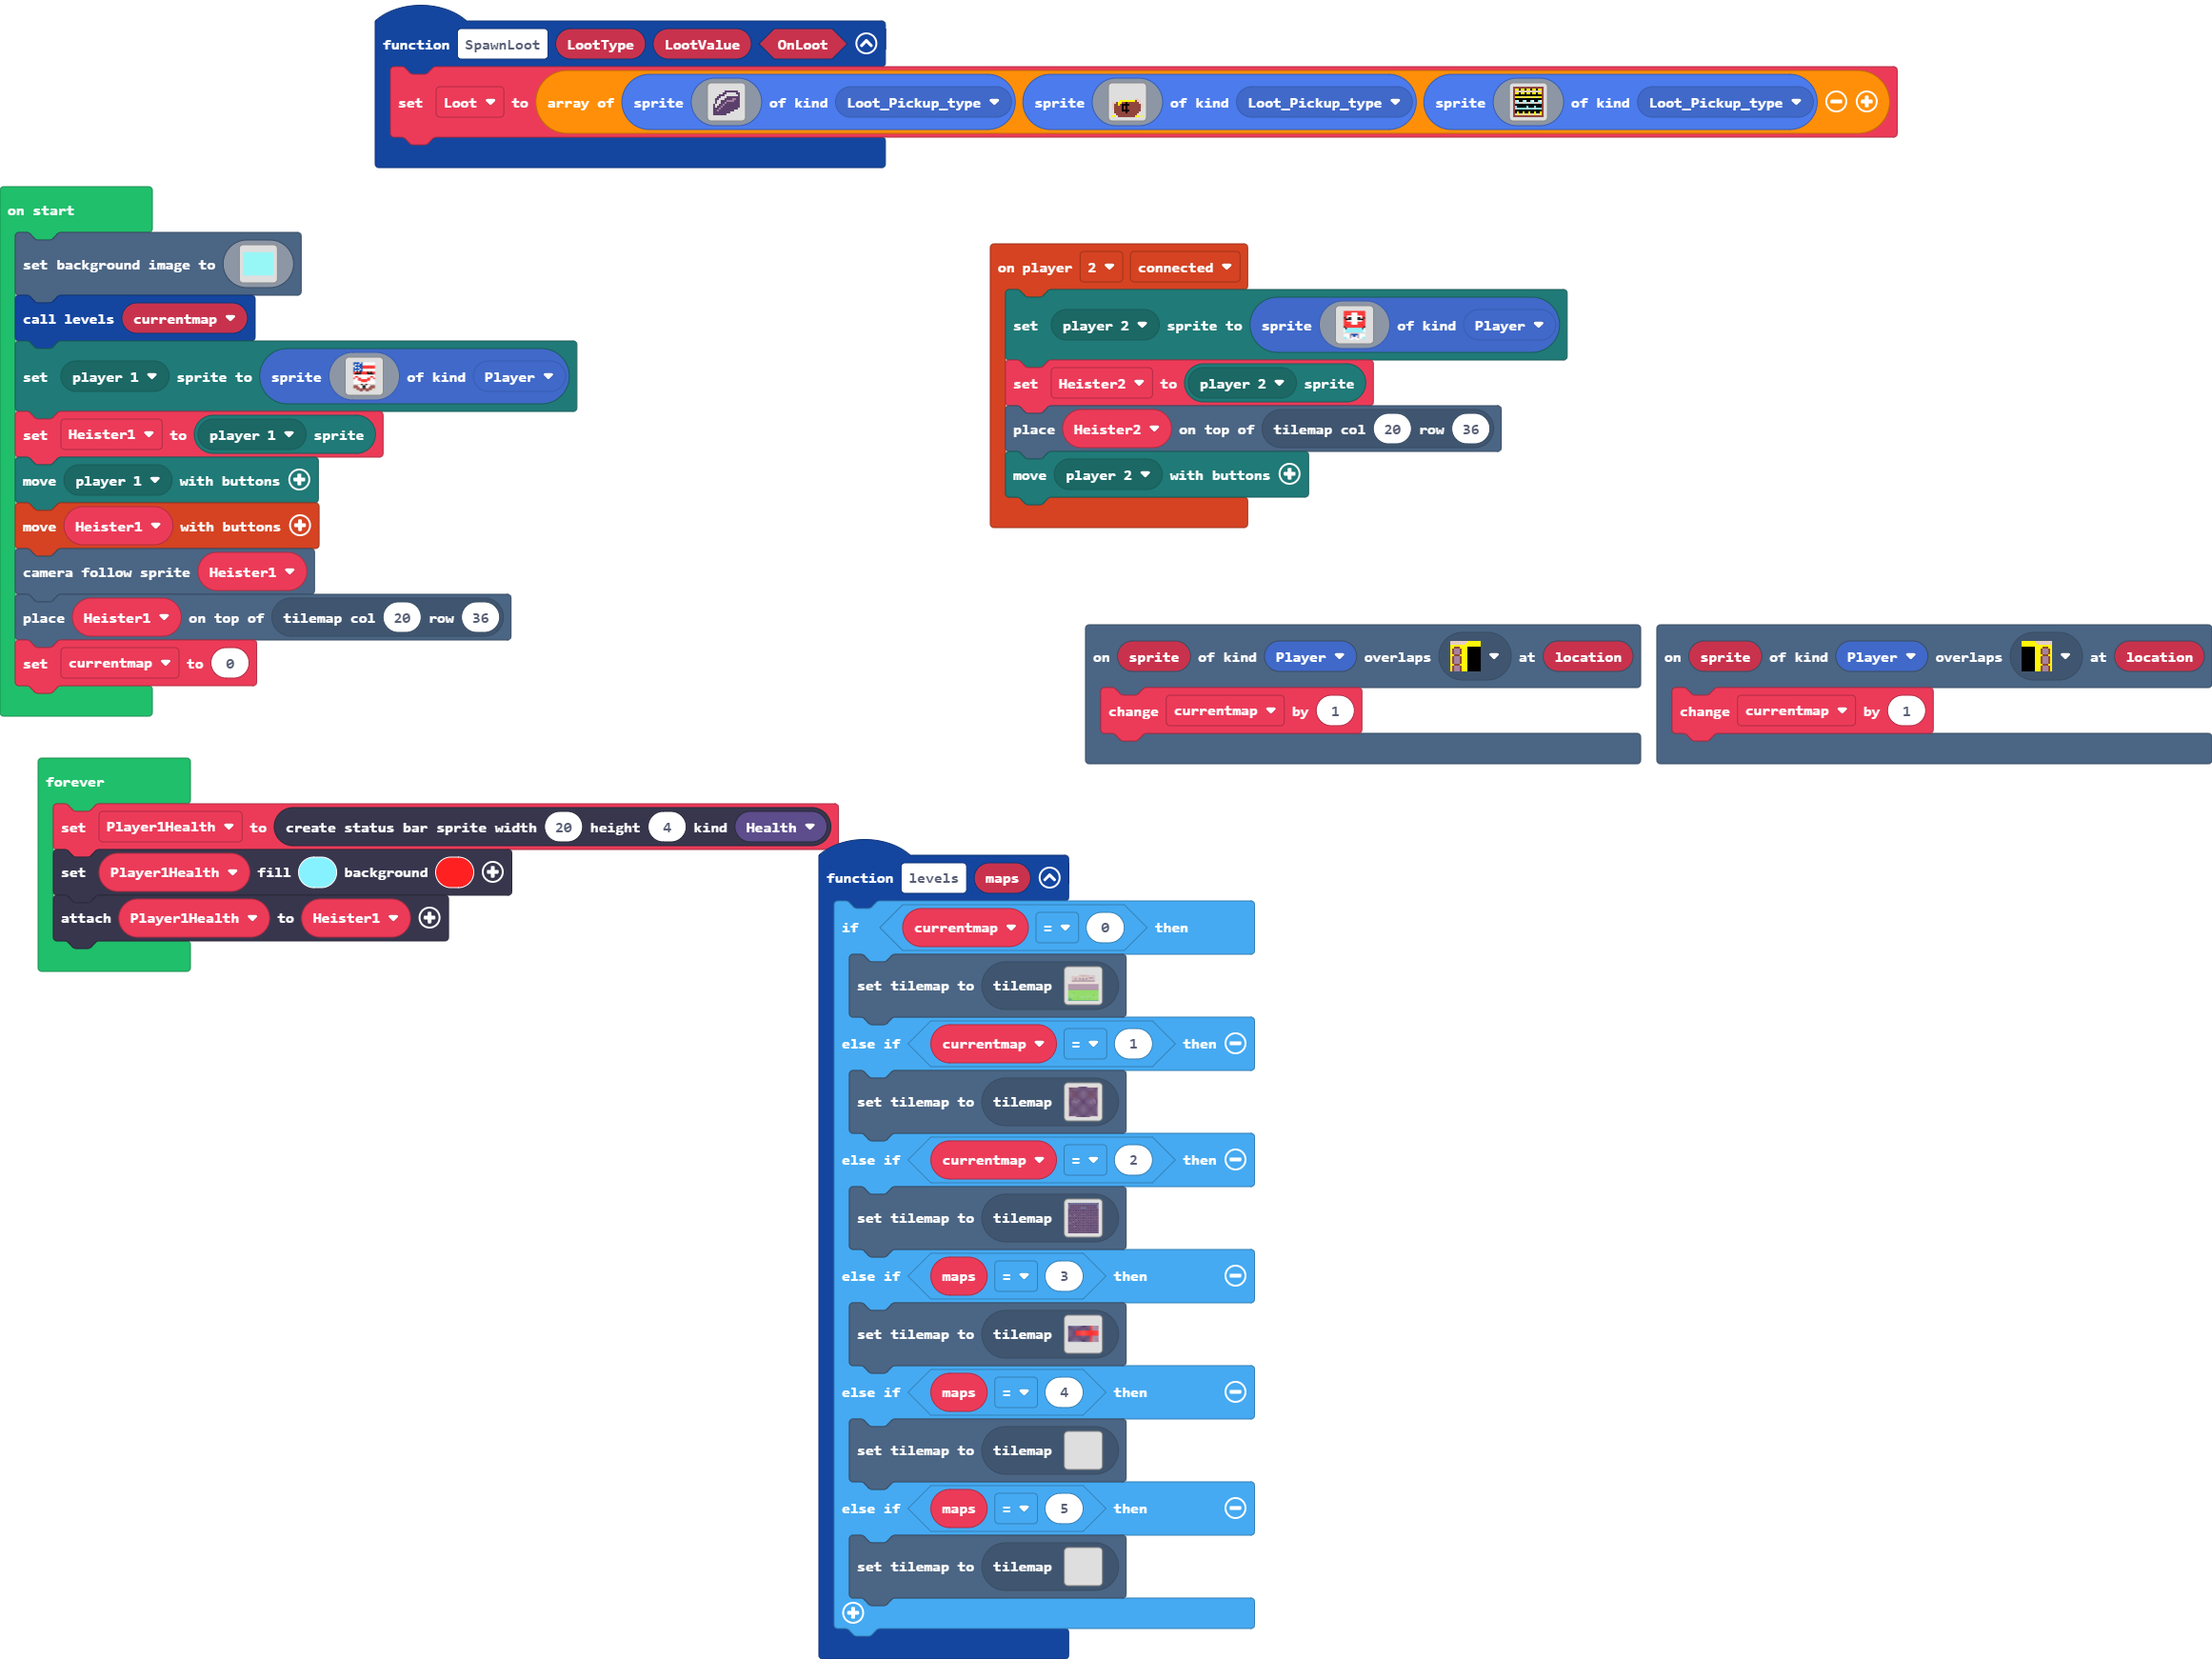 function SpawnLoot LootType LootValue OnLoot
set Loot to array of sprite of kind Loot_Pickup_type sprite of kind Loot_Pickup_type sprite of kind Loot_Pickup_type
on start
set background image to
call levels currentmap
set player 1 sprite to sprite of kind Player
set Heister1 to player 1 sprite
move player 1 with buttons
move Heister1 with buttons
camera follow sprite Heister1
place Heister1 on top of tilemap col 20 row 36
set currentmap to 0
on player 2 connected
set player 2 sprite to sprite of kind Player
set Heister2 to player 2 sprite
place Heister2 on top of tilemap col 20 row 36
move player 2 with buttons
on sprite of kind Player overlaps at location
change currentmap by 1
on sprite of kind Player overlaps at location
change currentmap by 1
forever
set Player1Health to create status bar sprite width 20 height 4 kind Health
set Player1Health fill background
attach Player1Health to Heister1
function levels maps
if currentmap = 0 then
set tilemap to tilemap
else if currentmap = 1 then
set tilemap to tilemap
else if currentmap = 2 then
set tilemap to tilemap
else if maps = 3 then
set tilemap to tilemap
else if maps = 4 then
set tilemap to tilemap
else if maps = 5 then
set tilemap to tilemap